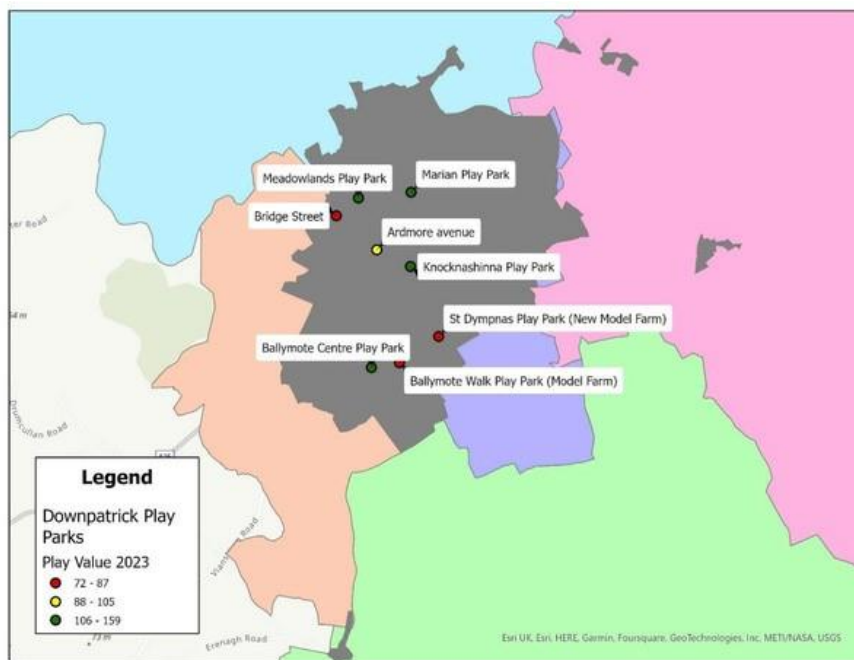 Meadowlands Play Park
Marian Play Park
Bridge Street
Ardmore avenue
Knocknashinna Play Park
St Dympnas Play Park (New Model Farm)
Ballymote Centre Play Park
Ballymote Walk Play Park (Model Farm)
Drumcullan Road
Road
Erenagh Road
73 m
Legend
Downpatrick Play
Parks
Play Value 2023
72 - 87
88 - 105
106 - 159
Esri UK, Esri, HERE, Garmin, Foursquare, GeoTechnologies, Inc, METI/NASA, USGS